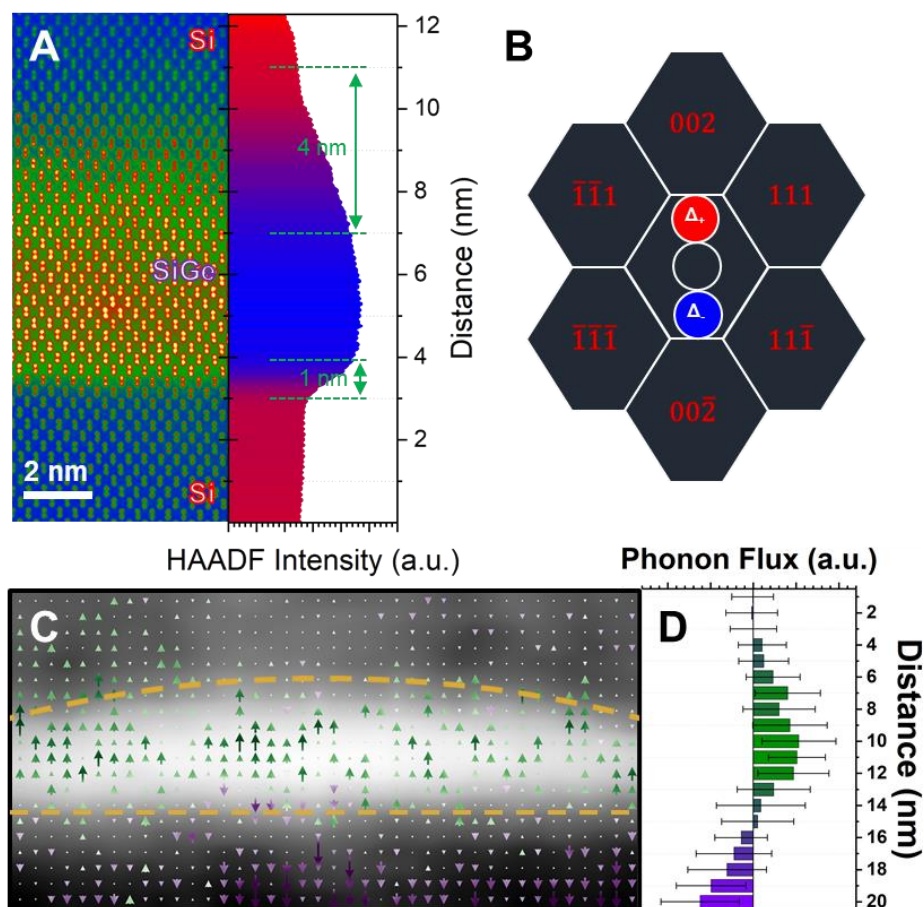 A
Si
SiGe
2 nm
Si
4 nm
1 nm
12
10
8
6
4
2
Distance (nm)
HAADF Intensity (a.u.)
B
002
1̅1̅1
111
Δ₊
Δ₋
1̅1̅1̅
111̅
002̅
C
Phonon Flux (a.u.)
D
2
4
6
8
10
12
14
16
18
20
Distance (nm)